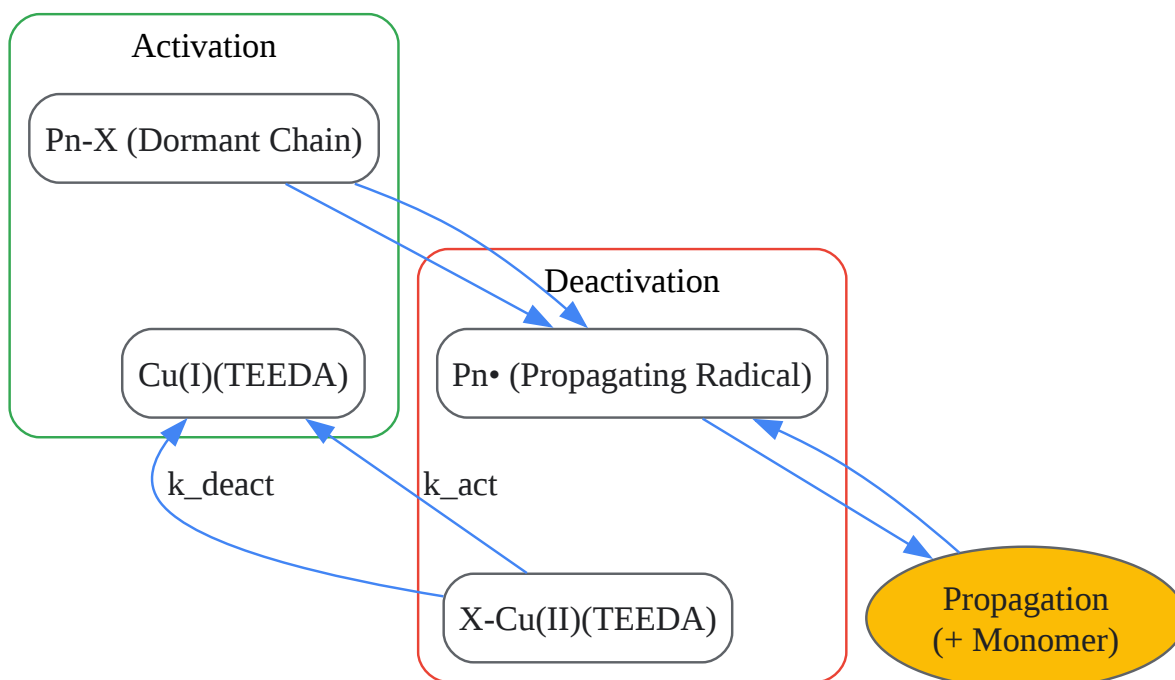 Activation
Pn-X (Dormant Chain)
Deactivation
Cu(I)(TEEDA)
Pn• (Propagating Radical)
k_deact
k_act
X-Cu(II)(TEEDA)
Propagation
(+ Monomer)